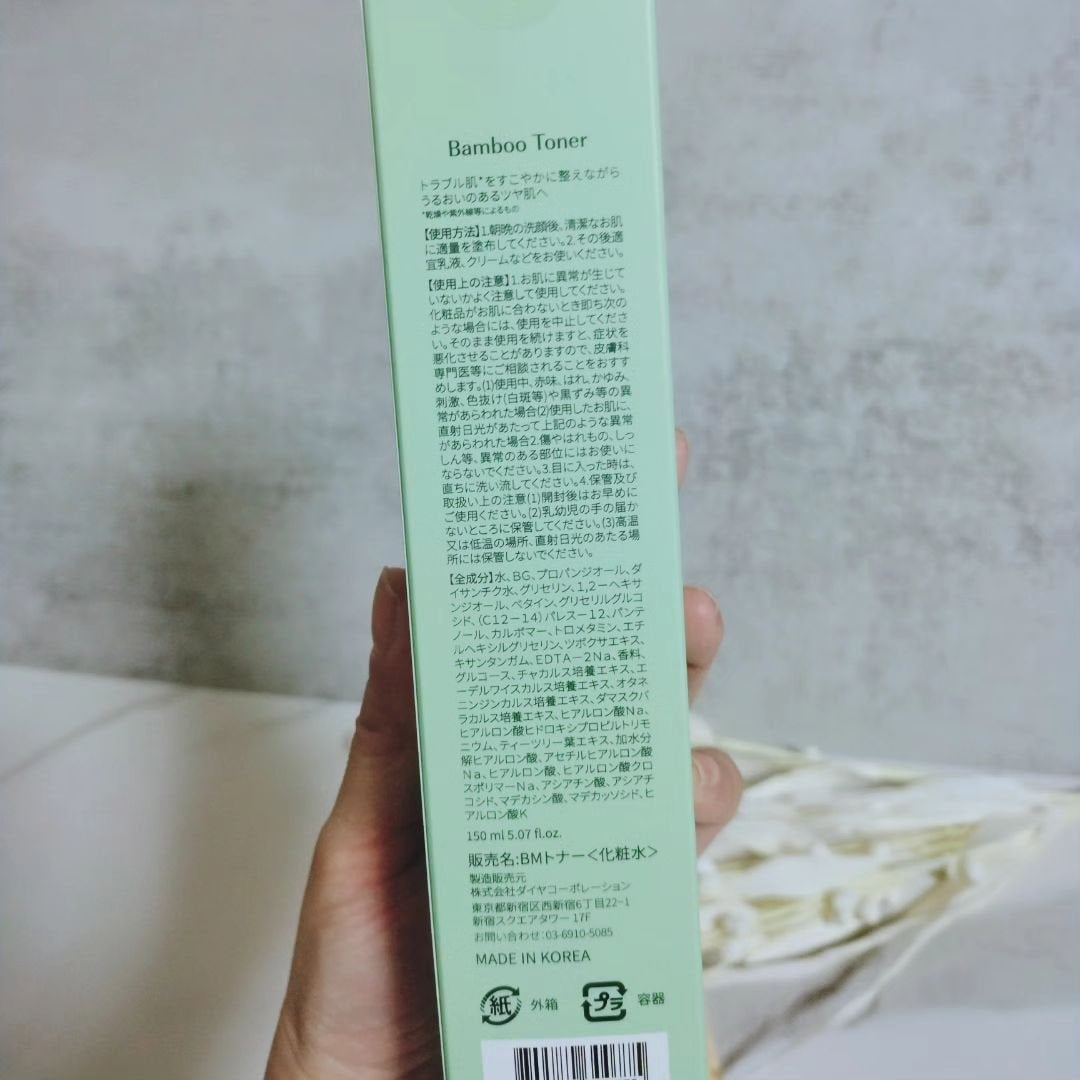 Bamboo Toner
トラブル肌*をすこやかに整えながら
うるおいのあるツヤ肌へ
*乾燥や紫外線等によるもの
【使用方法】1.朝晩の洗顔後、清潔なお肌
に適量を塗布してください。2.その後適
宜乳液、クリームなどをお使いください。
【使用上の注意】1.お肌に異常が生じて
いないかよく注意して使用してください。
化粧品がお肌に合わないとき即ち次の
ような場合には、使用を中止してくださ
い。そのまま使用を続けますと、症状を
悪化させることがありますので、皮膚科
専門医等にご相談されることをおすす
めします。(1)使用中、赤味、はれ、かゆみ、
刺激、色抜け(白斑等)や黒ずみ等の異
常があらわれた場合(2)使用したお肌に、
直射日光があたって上記のような異常
があらわれた場合2.傷やはれもの、しっ
しん等、異常のある部位にはお使いに
ならないでください。3.目に入った時は、
直ちに洗い流してください。4.保管及び
取扱い上の注意(1)開封後はお早めに
ご使用ください。(2)乳幼児の手の届か
ないところに保管してください。(3)高温
又は低温の場所、直射日光のあたる場
所には保管しないでください。
【全成分】水、BG、プロパンジオール、ダ
イサンチク水、グリセリン、1,2-ヘキサ
ンジオール、ベタイン、グリセリルグルコ
シド、(C12-14)パレス-12、パンテ
ノール、カルボマー、トロメタミン、エチ
ルヘキシルグリセリン、ツボクサエキス、
キサンタンガム、EDTA-2Na、香料、
グルコース、チャカルス培養エキス、エ
ーデルワイスカルス培養エキス、オタネ
ニンジンカルス培養エキス、ダマスクバ
ラカルス培養エキス、ヒアルロン酸Na、
ヒアルロン酸ヒドロキシプロピルトリモ
ニウム、ティーツリー葉エキス、加水分
解ヒアルロン酸、アセチルヒアルロン酸
Na、ヒアルロン酸、ヒアルロン酸クロ
スポリマーNa、アシアチン酸、アシアチ
コシド、マデカシン酸、マデカッソシド、ヒ
アルロン酸K
150 ml 5.07 fl.oz.
販売名:BMトナー<化粧水>
製造販売元
株式会社ダイヤコーポレーション
東京都新宿区西新宿6丁目22-1
新宿スクエアタワー 17F
お問い合わせ:03-6910-5085
MADE IN KOREA
紙 外箱 プラ 容器